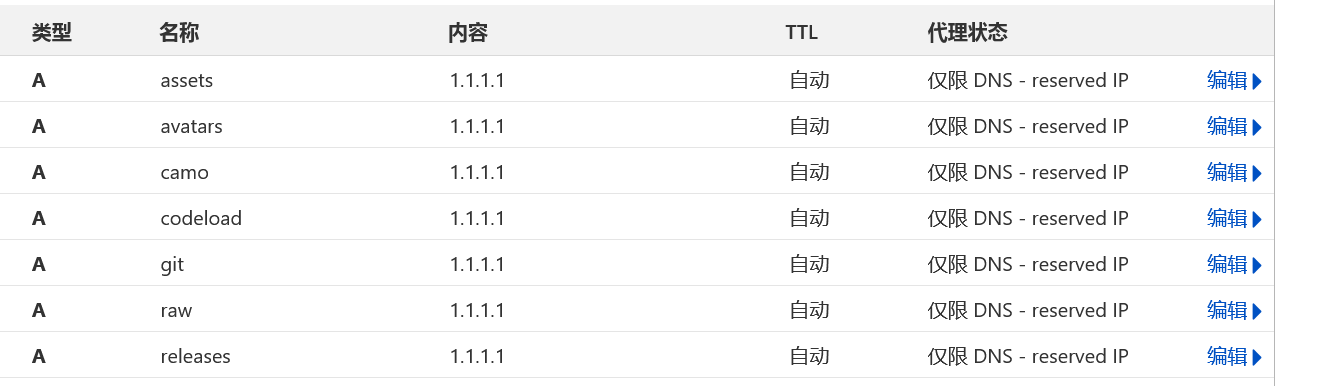 类型 名称 内容 TTL 代理状态
A assets 1.1.1.1 自动 仅限 DNS - reserved IP 编辑
A avatars 1.1.1.1 自动 仅限 DNS - reserved IP 编辑
A camo 1.1.1.1 自动 仅限 DNS - reserved IP 编辑
A codeload 1.1.1.1 自动 仅限 DNS - reserved IP 编辑
A git 1.1.1.1 自动 仅限 DNS - reserved IP 编辑
A raw 1.1.1.1 自动 仅限 DNS - reserved IP 编辑
A releases 1.1.1.1 自动 仅限 DNS - reserved IP 编辑